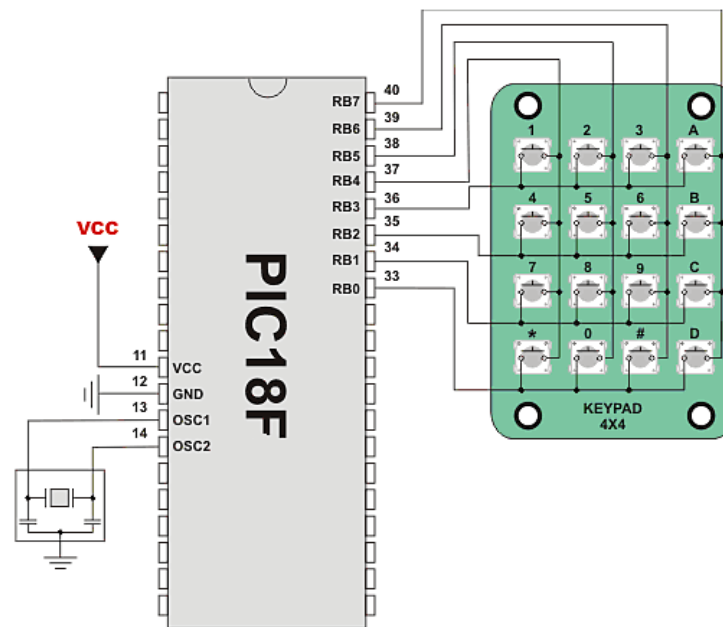 VCC
PIC18F
RB7 40
RB6 39
RB5 38
RB4 37
RB3 36
RB2 35
RB1 34
RB0 33
11 VCC
12 GND
13 OSC1
14 OSC2
1 2 3 A
4 5 6 B
7 8 9 C
* 0 # D
KEYPAD
4X4